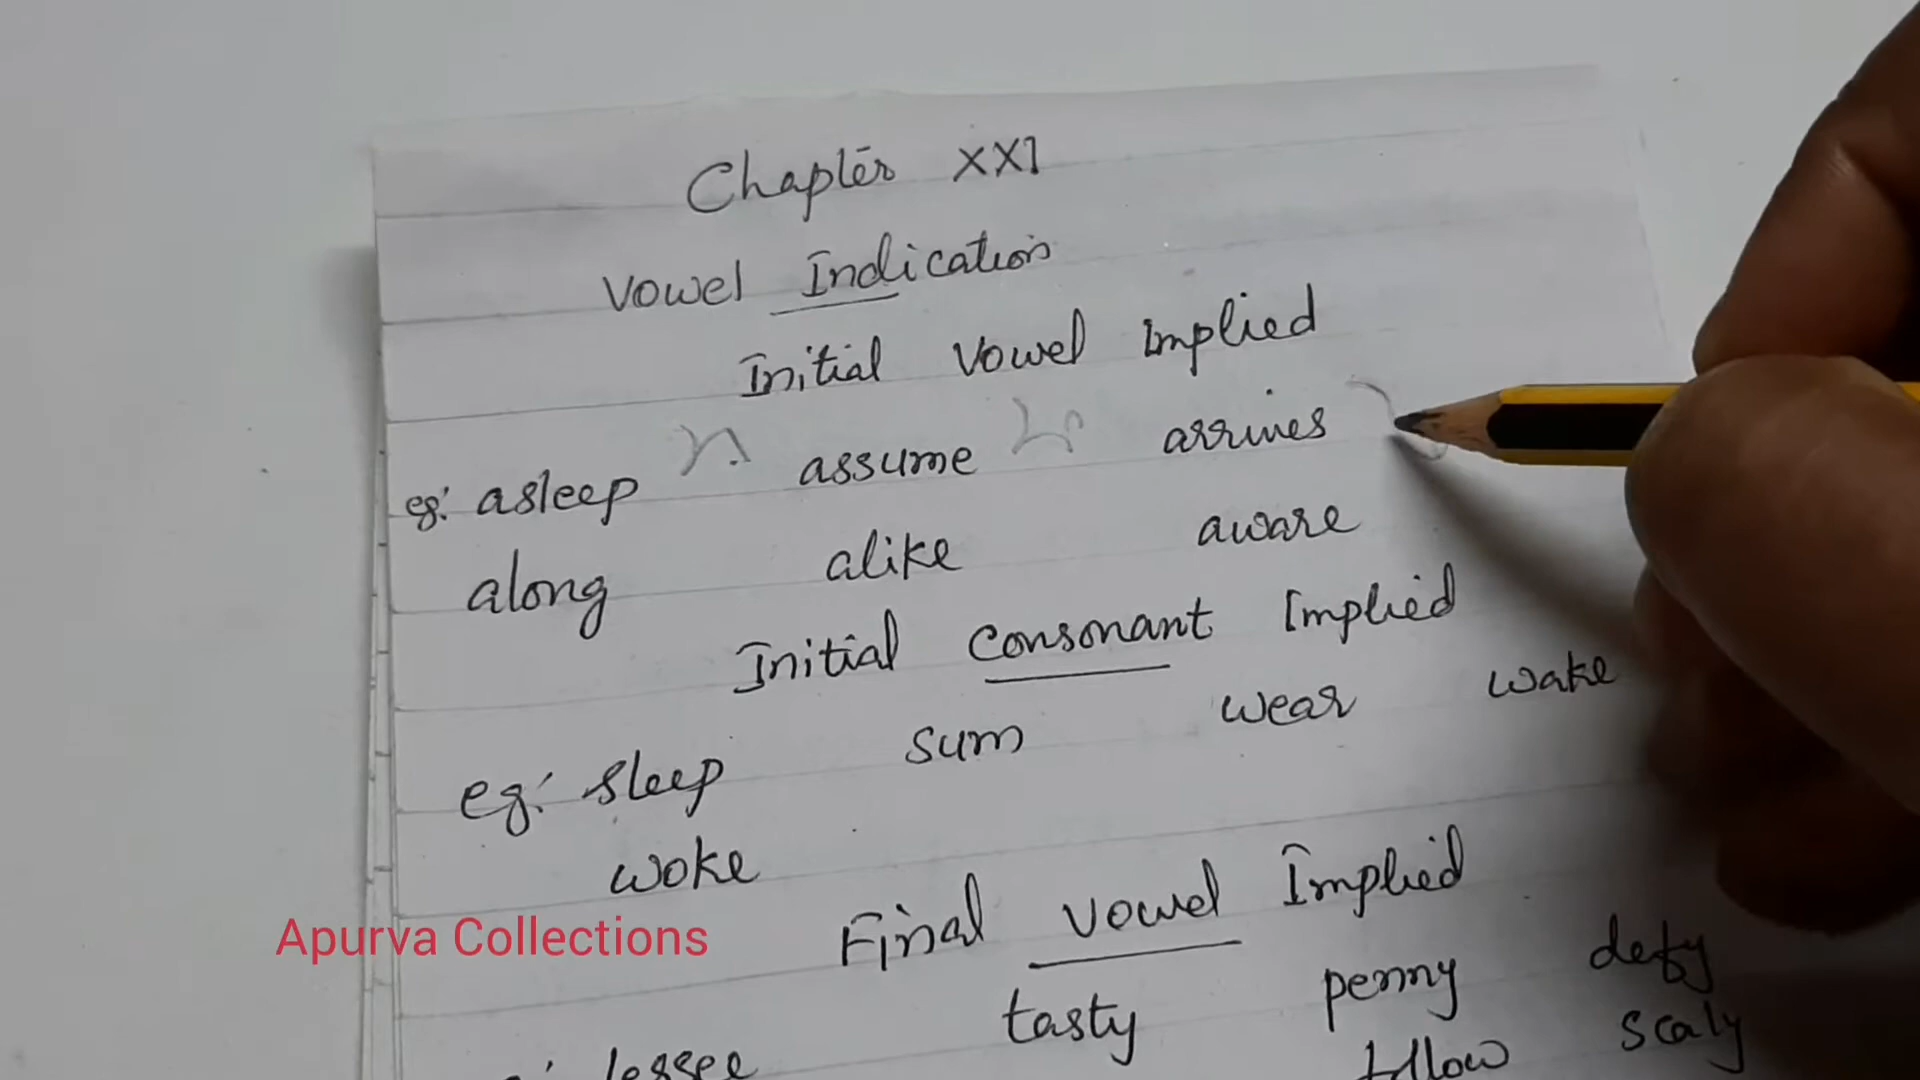 Chapter XXI
Vowel Indication
Initial Vowel Implied
eg: asleep assume arrives
along alike aware
Initial Consonant Implied
eg: sleep sum wear wake
woke
Final Vowel Implied
tasty penny defy
lessee scaly
Apurva Collections